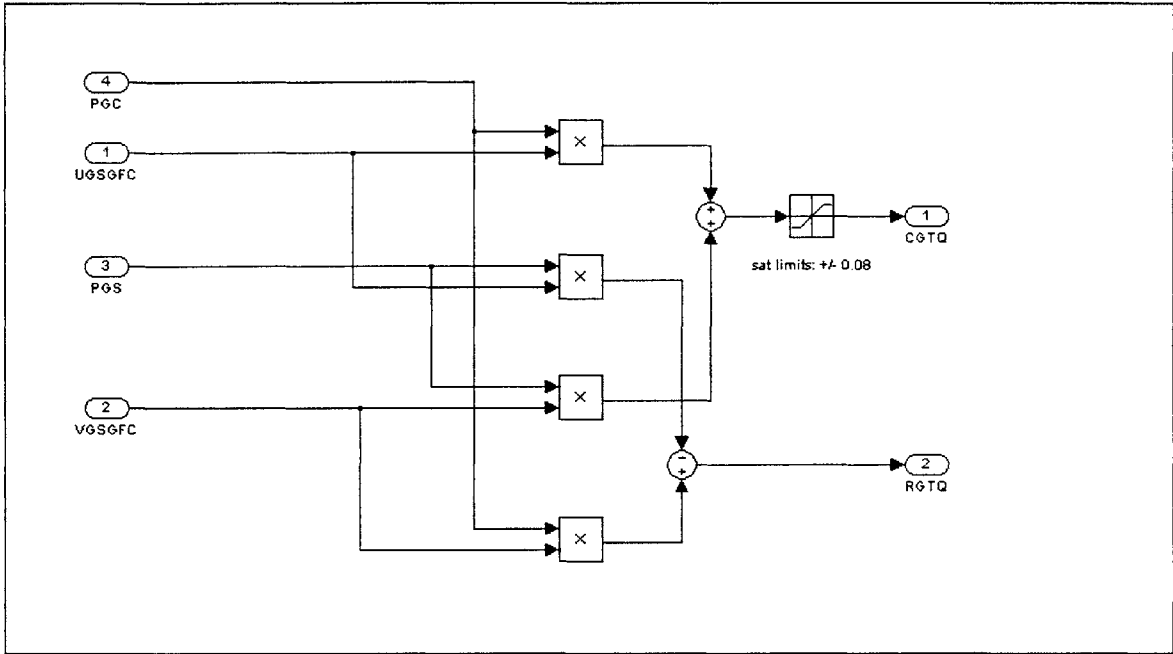 4
PGC
×
1
UGSGFC
+
+
1
CGTQ
3
PGS
×
sat limits: +/- 0.08
×
2
VGSGFC
−
+
2
RGTQ
×